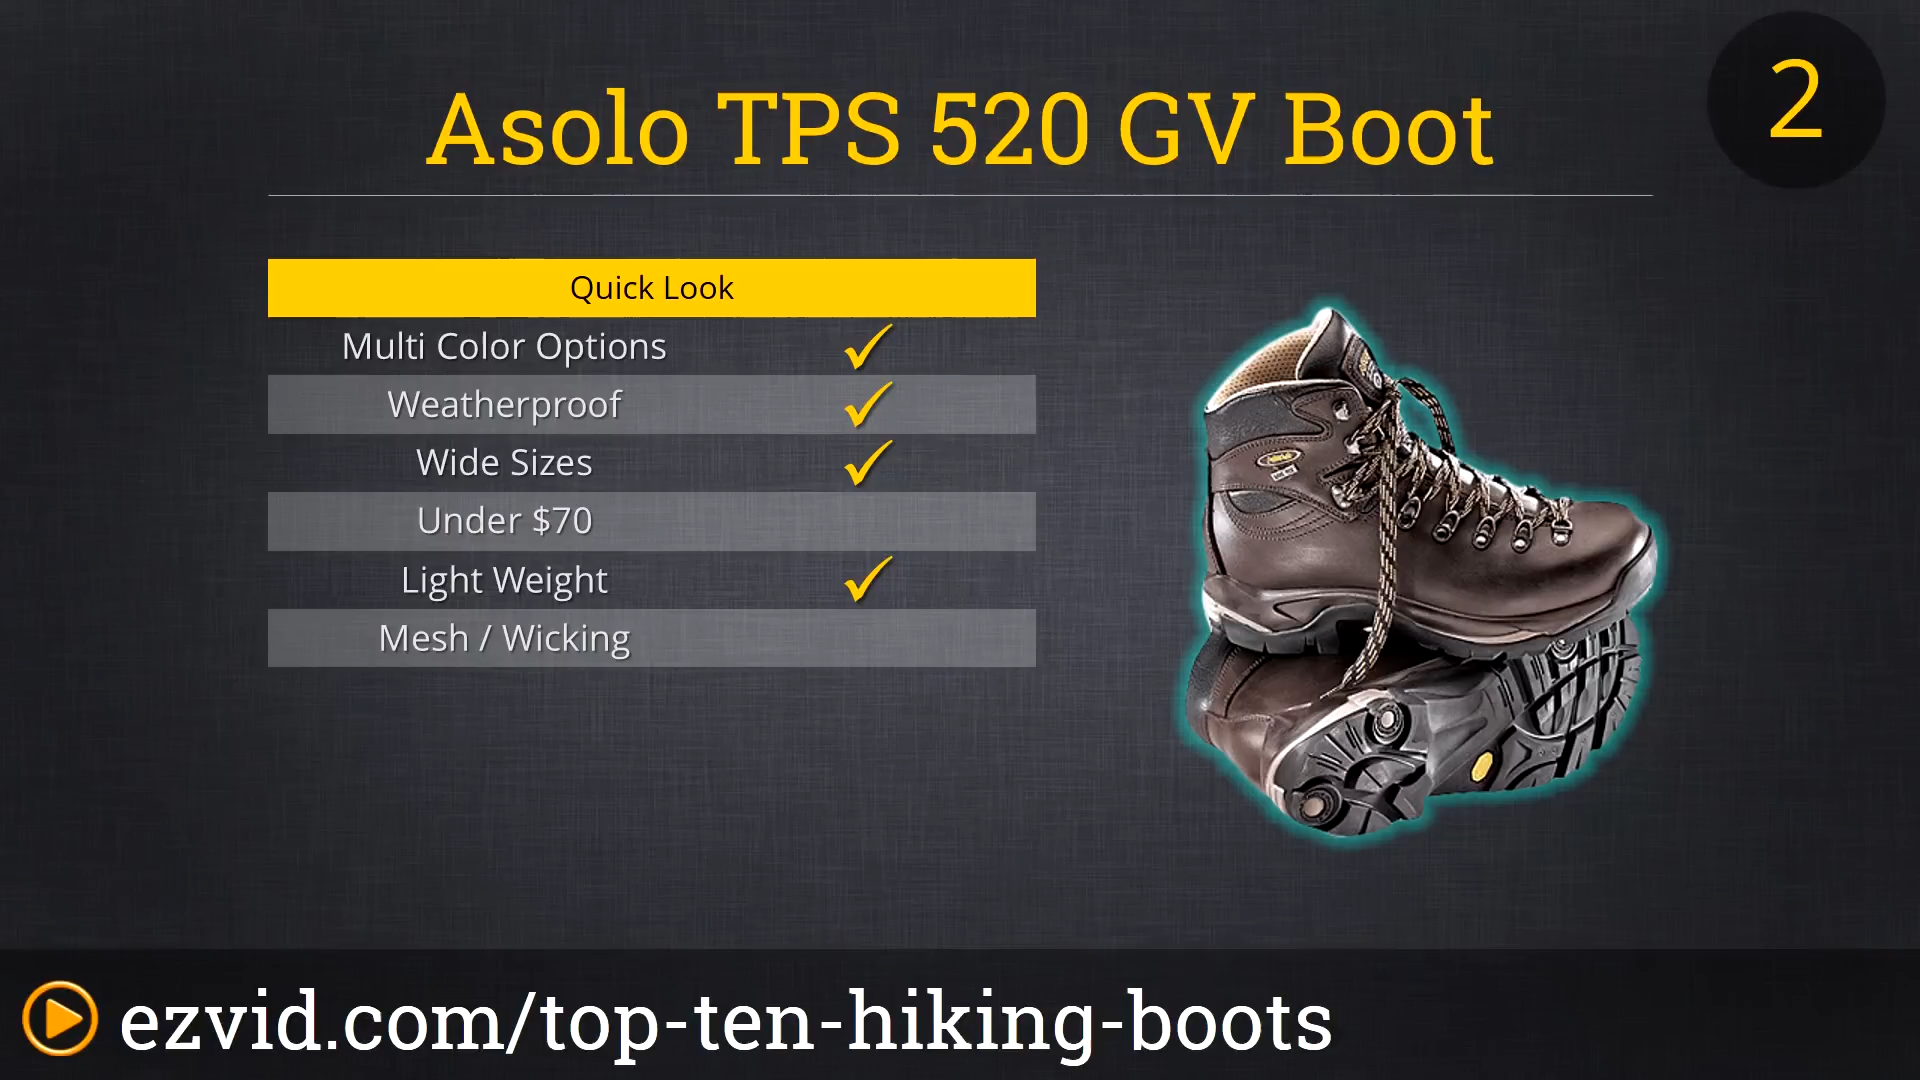 Asolo TPS 520 GV Boot
2
Quick Look
Multi Color Options
Weatherproof
Wide Sizes
Under $70
Light Weight
Mesh / Wicking
ezvid.com/top-ten-hiking-boots